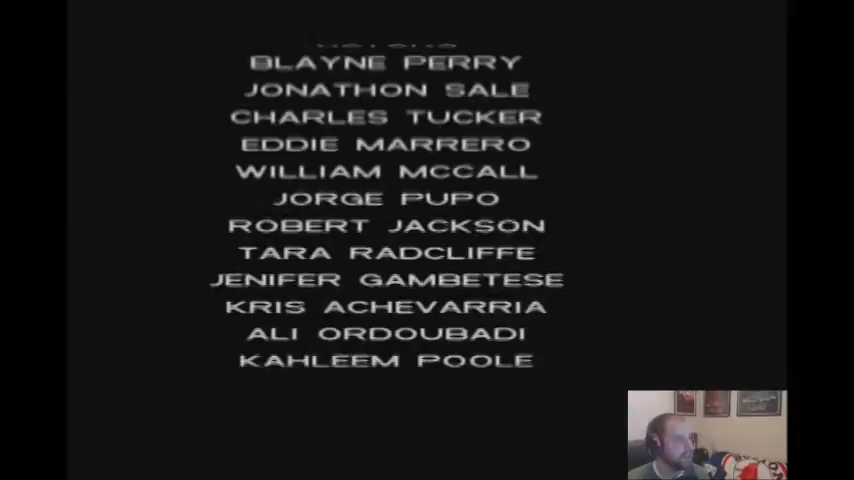 BLAYNE PERRY
JONATHON SALE
CHARLES TUCKER
EDDIE MARRERO
WILLIAM MCCALL
JORGE PUPO
ROBERT JACKSON
TARA RADCLIFFE
JENIFER GAMBETESE
KRIS ACHEVARRIA
ALI ORDOUBADI
KAHLEEM POOLE